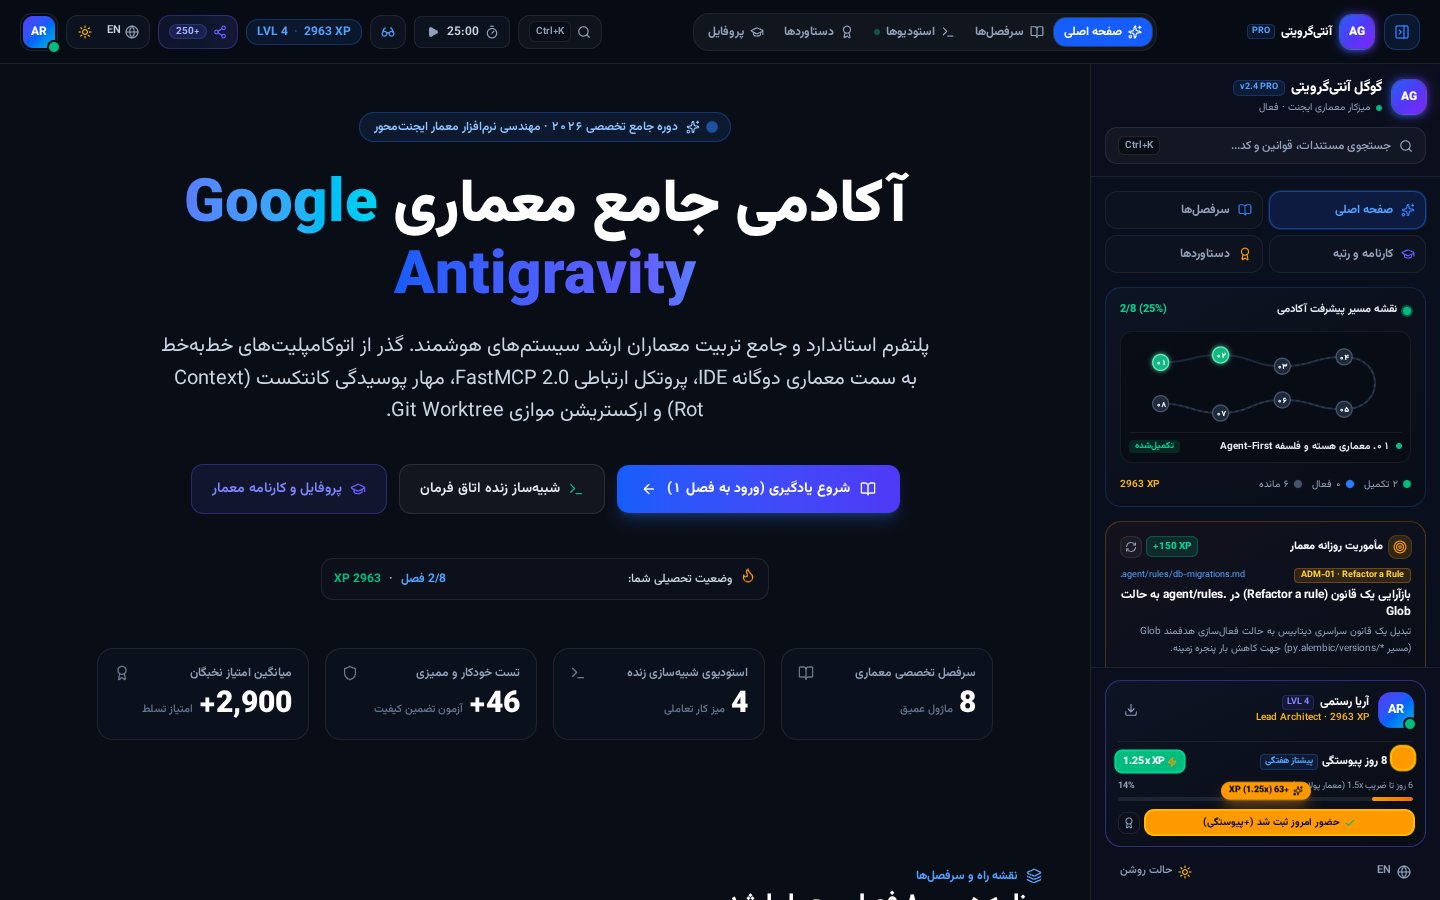 آنتی‌گرویتی PRO
AG
صفحه اصلی
سرفصل‌ها
استودیوها
دستاوردها
پروفایل
Ctrl+K
25:00
LVL 4 · 2963 XP
250+
EN
AR
AG
گوگل آنتی‌گرویتی v2.4 PRO
میزکار معماری ایجنت · فعال
جستجوی مستندات، قوانین و کد...
Ctrl+K
صفحه اصلی
سرفصل‌ها
کارنامه و رتبه
دستاوردها
نقشه مسیر پیشرفت آکادمی
2/8 (25%)
۰۱
۰۲
۰۳
۰۴
۰۵
۰۶
۰۷
۰۸
۰۱. معماری هسته و فلسفه Agent-First
تکمیل‌شده
۲ تکمیل
۰ فعال
۶ مانده
2963 XP
مأموریت روزانه معمار
+150 XP
ADM-01 · Refactor a Rule
.agent/rules/db-migrations.md
بازآرایی یک قانون (Refactor a rule) در .agent/rules به حالت
Glob
تبدیل یک قانون سراسری دیتابیس به حالت فعال‌سازی هدفمند Glob
(مسیر */py.alembic/versions) جهت کاهش بار پنجره زمینه.
AR
آریا رستمی LVL 4
Lead Architect · 2963 XP
8 روز پیوستگی
پیشتاز هفتگی
1.25x XP
6 روز تا ضریب 1.5x (معمار
14%
+63 XP (1.25x)
حضور امروز ثبت شد (+پیوستگی)
حالت روشن
EN
دوره جامع تخصصی ۲۰۲۶ · مهندسی نرم‌افزار معمار ایجنت‌محور
آکادمی جامع معماری Google
Antigravity
پلتفرم استاندارد و جامع تربیت معماران ارشد سیستم‌های هوشمند. گذر از اتوکامپلیت‌های خط‌به‌خط
به سمت معماری دوگانه IDE، پروتکل ارتباطی FastMCP 2.0، مهار پوسیدگی کانتکست (Context
Rot) و ارکستریشن موازی Git Worktree.
شروع یادگیری (ورود به فصل ۱)
شبیه‌ساز زنده اتاق فرمان
پروفایل و کارنامه معمار
وضعیت تحصیلی شما:
2/8 فصل · 2963 XP
سرفصل تخصصی معماری
8 ماژول عمیق
استودیوی شبیه‌سازی زنده
4 میز کار تعاملی
تست خودکار و ممیزی
46+ آزمون تضمین کیفیت
میانگین امتیاز نخبگان
2,900+ امتیاز تسلط
نقشه راه و سرفصل‌ها